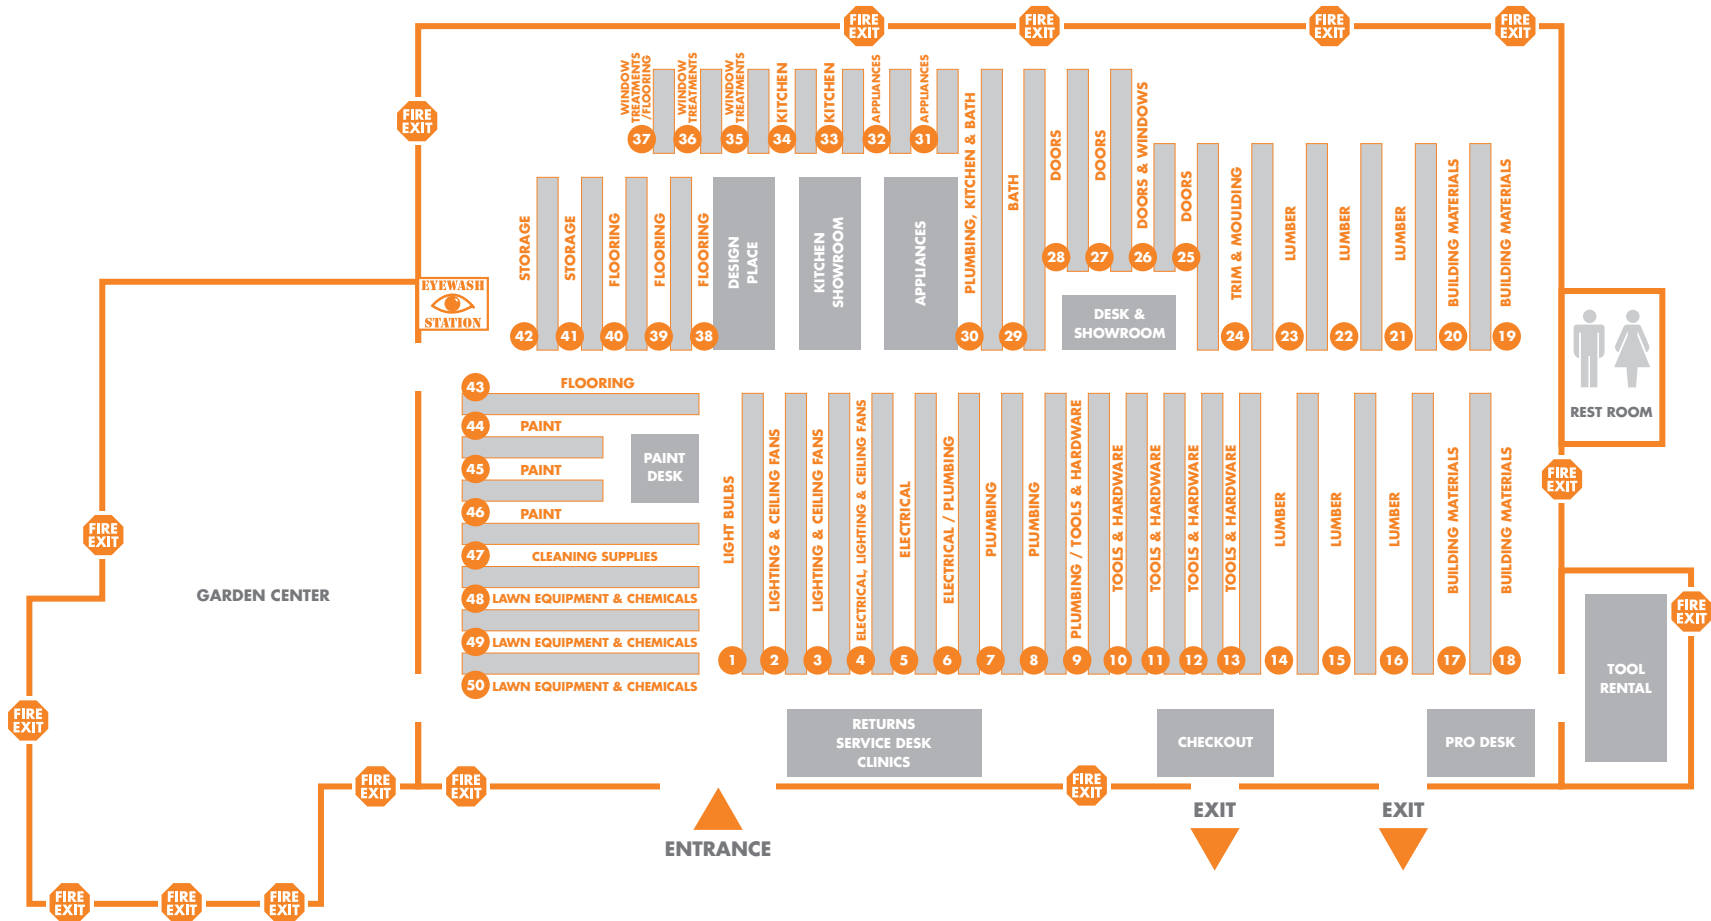 FIRE
EXIT
FIRE
EXIT
FIRE
EXIT
FIRE
EXIT
FIRE
EXIT
WINDOW
TREATMENTS
/FLOORING
37
WINDOW
TREATMENTS
36
WINDOW
TREATMENTS
35
KITCHEN
34
KITCHEN
33
APPLIANCES
32
APPLIANCES
31
PLUMBING, KITCHEN & BATH
30
BATH
29
DOORS
28
DOORS
27
DOORS & WINDOWS
26
DOORS
25
TRIM & MOULDING
24
LUMBER
23
LUMBER
22
LUMBER
21
BUILDING MATERIALS
20
BUILDING MATERIALS
19
STORAGE
42
STORAGE
41
FLOORING
40
FLOORING
39
FLOORING
38
DESIGN
PLACE
KITCHEN
SHOWROOM
APPLIANCES
DESK &
SHOWROOM
EYEWASH
STATION
REST ROOM
43
FLOORING
44
PAINT
45
PAINT
46
PAINT
47
CLEANING SUPPLIES
48
LAWN EQUIPMENT & CHEMICALS
49
LAWN EQUIPMENT & CHEMICALS
50
LAWN EQUIPMENT & CHEMICALS
PAINT
DESK
LIGHT BULBS
1
LIGHTING & CEILING FANS
2
LIGHTING & CEILING FANS
3
ELECTRICAL, LIGHTING & CEILING FANS
4
ELECTRICAL
5
ELECTRICAL / PLUMBING
6
PLUMBING
7
PLUMBING
8
PLUMBING / TOOLS & HARDWARE
9
TOOLS & HARDWARE
10
TOOLS & HARDWARE
11
TOOLS & HARDWARE
12
TOOLS & HARDWARE
13
LUMBER
14
LUMBER
15
LUMBER
16
BUILDING MATERIALS
17
BUILDING MATERIALS
18
FIRE
EXIT
FIRE
EXIT
GARDEN CENTER
FIRE
EXIT
TOOL
RENTAL
FIRE
EXIT
RETURNS
SERVICE DESK
CLINICS
CHECKOUT
PRO DESK
FIRE
EXIT
FIRE
EXIT
FIRE
EXIT
EXIT
EXIT
ENTRANCE
FIRE
EXIT
FIRE
EXIT
FIRE
EXIT